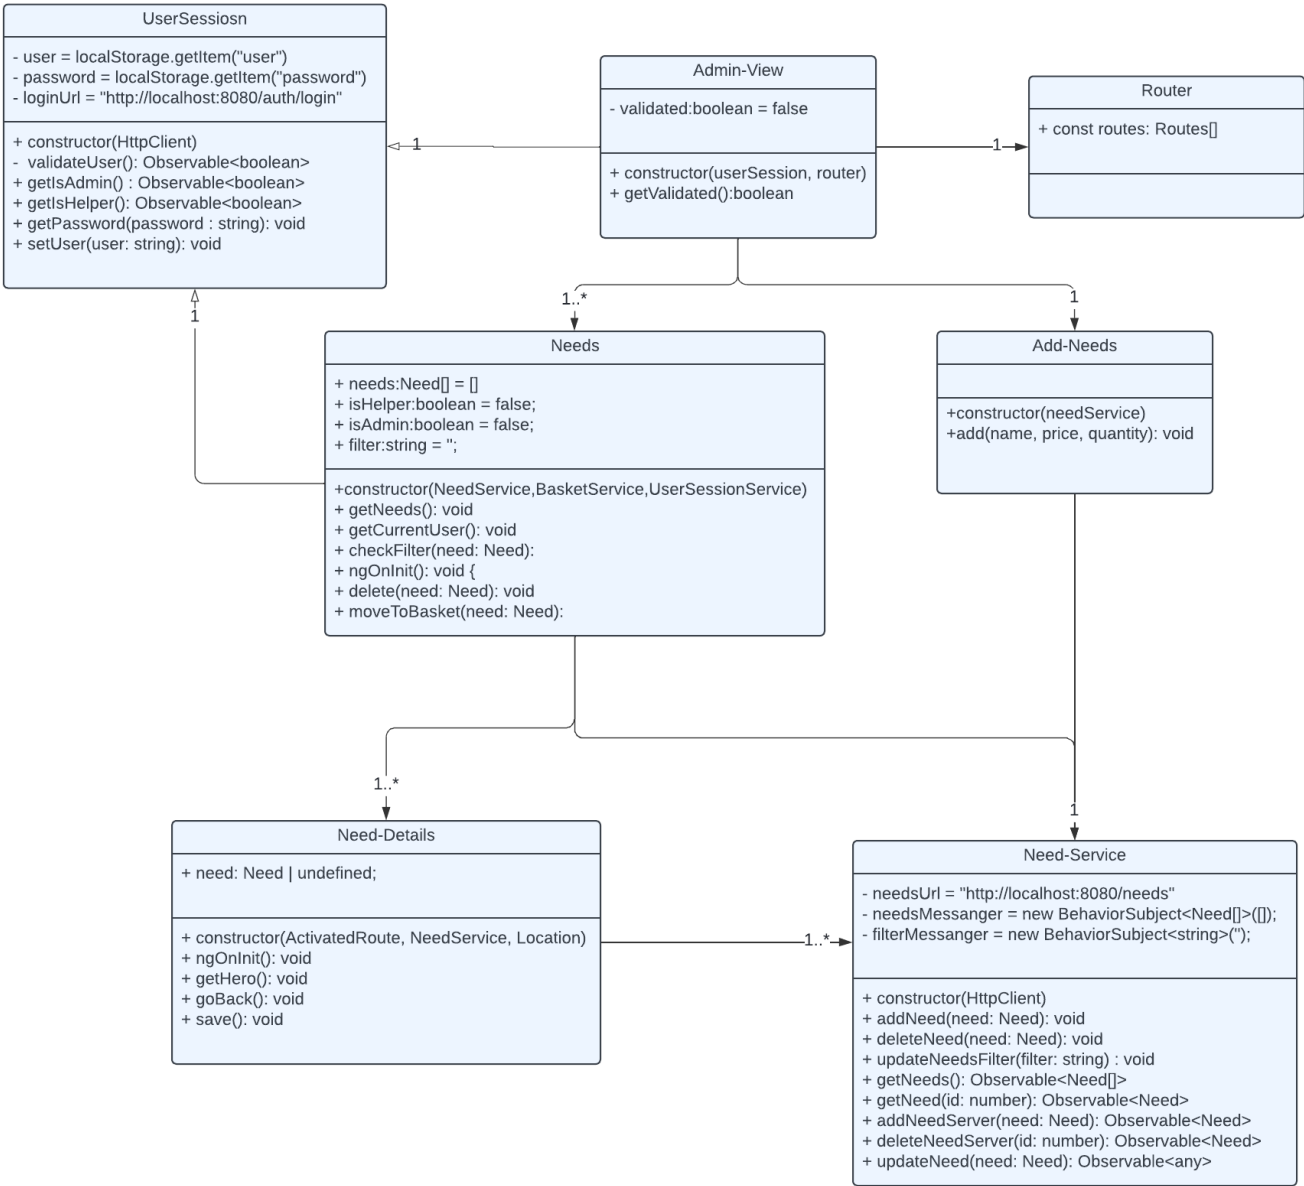 UserSessiosn
- user = localStorage.getItem("user")
- password = localStorage.getItem("password")
- loginUrl = "http://localhost:8080/auth/login"
+ constructor(HttpClient)
- validateUser(): Observable<boolean>
+ getIsAdmin() : Observable<boolean>
+ getIsHelper(): Observable<boolean>
+ getPassword(password : string): void
+ setUser(user: string): void
1
Admin-View
- validated:boolean = false
+ constructor(userSession, router)
+ getValidated():boolean
1
Router
+ const routes: Routes[]
1
1..*
1
Needs
+ needs:Need[] = []
+ isHelper:boolean = false;
+ isAdmin:boolean = false;
+ filter:string = '';
+constructor(NeedService,BasketService,UserSessionService)
+ getNeeds(): void
+ getCurrentUser(): void
+ checkFilter(need: Need):
+ ngOnInit(): void {
+ delete(need: Need): void
+ moveToBasket(need: Need):
Add-Needs
+constructor(needService)
+add(name, price, quantity): void
1..*
1
Need-Details
+ need: Need | undefined;
+ constructor(ActivatedRoute, NeedService, Location)
+ ngOnInit(): void
+ getHero(): void
+ goBack(): void
+ save(): void
1..*
Need-Service
- needsUrl = "http://localhost:8080/needs"
- needsMessanger = new BehaviorSubject<Need[]>([]);
- filterMessanger = new BehaviorSubject<string>('');
+ constructor(HttpClient)
+ addNeed(need: Need): void
+ deleteNeed(need: Need): void
+ updateNeedsFilter(filter: string) : void
+ getNeeds(): Observable<Need[]>
+ getNeed(id: number): Observable<Need>
+ addNeedServer(need: Need): Observable<Need>
+ deleteNeedServer(id: number): Observable<Need>
+ updateNeed(need: Need): Observable<any>